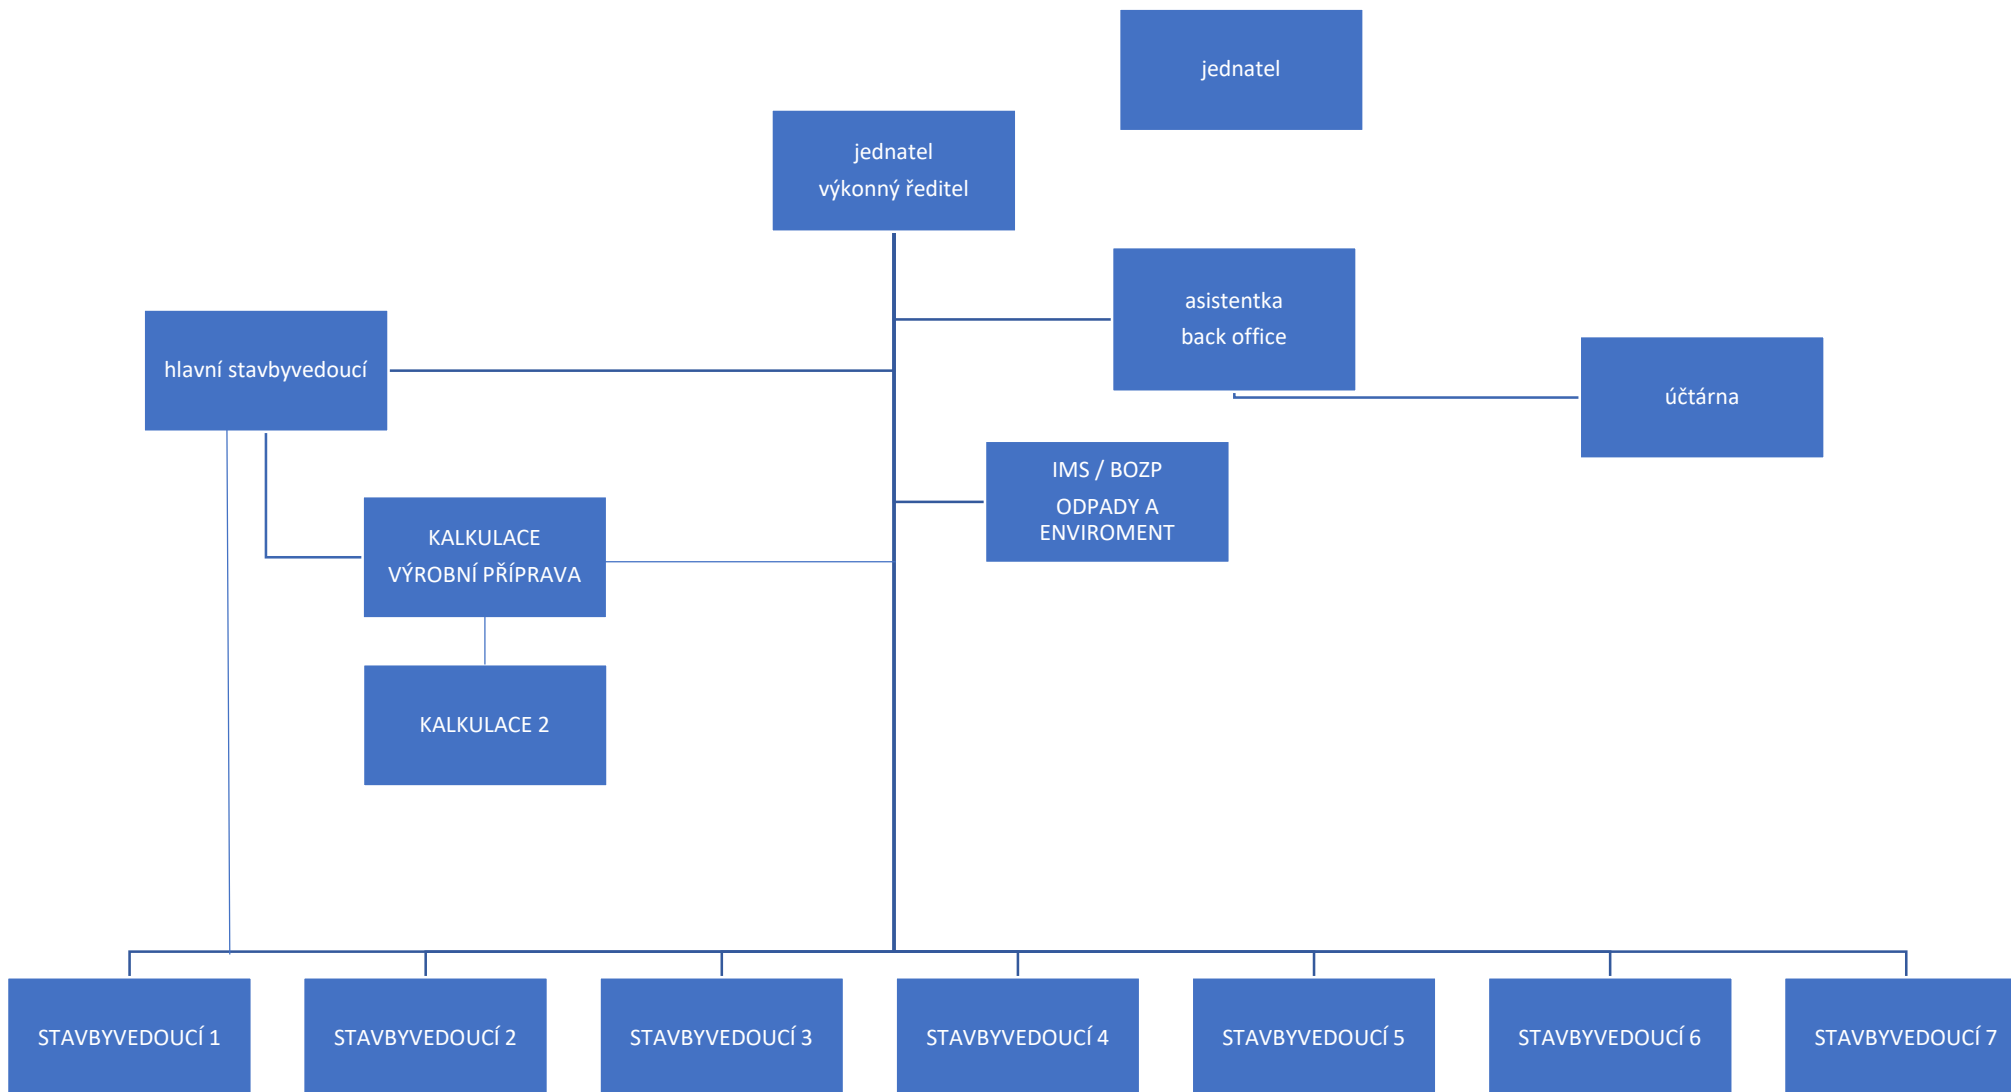 jednatel
jednatel
výkonný ředitel
asistentka
back office
hlavní stavbyvedoucí
účtárna
IMS / BOZP
ODPADY A
ENVIROMENT
KALKULACE
VÝROBNÍ PŘÍPRAVA
KALKULACE 2
STAVBYVEDOUCÍ 1
STAVBYVEDOUCÍ 2
STAVBYVEDOUCÍ 3
STAVBYVEDOUCÍ 4
STAVBYVEDOUCÍ 5
STAVBYVEDOUCÍ 6
STAVBYVEDOUCÍ 7